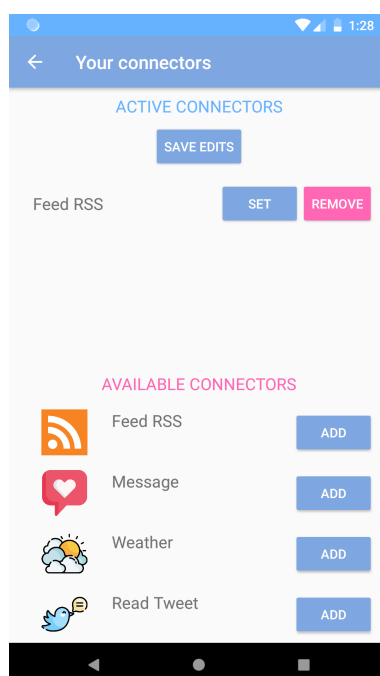 1:28
Your connectors
ACTIVE CONNECTORS
SAVE EDITS
Feed RSS SET REMOVE
AVAILABLE CONNECTORS
Feed RSS ADD
Message ADD
Weather ADD
Read Tweet ADD